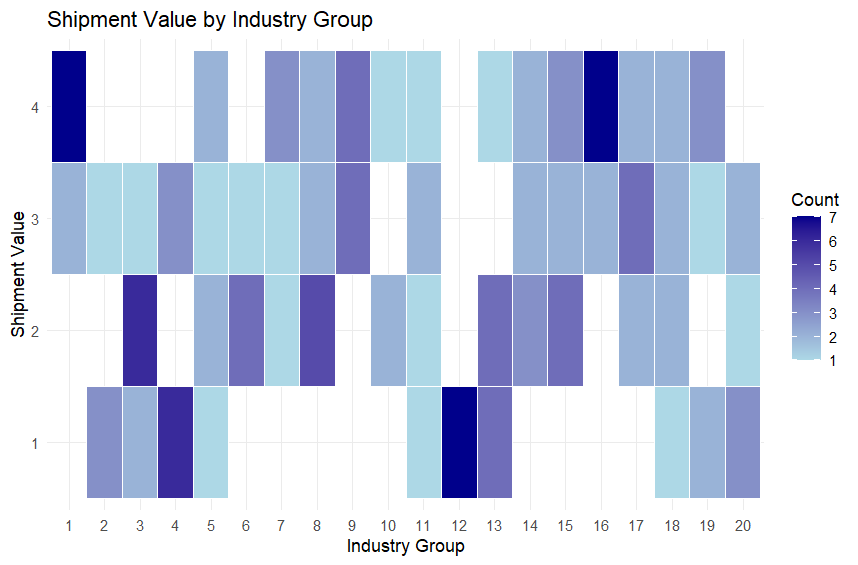 Shipment Value by Industry Group
4
3
2
1
Shipment Value
1 2 3 4 5 6 7 8 9 10 11 12 13 14 15 16 17 18 19 20
Industry Group
Count
7
6
5
4
3
2
1